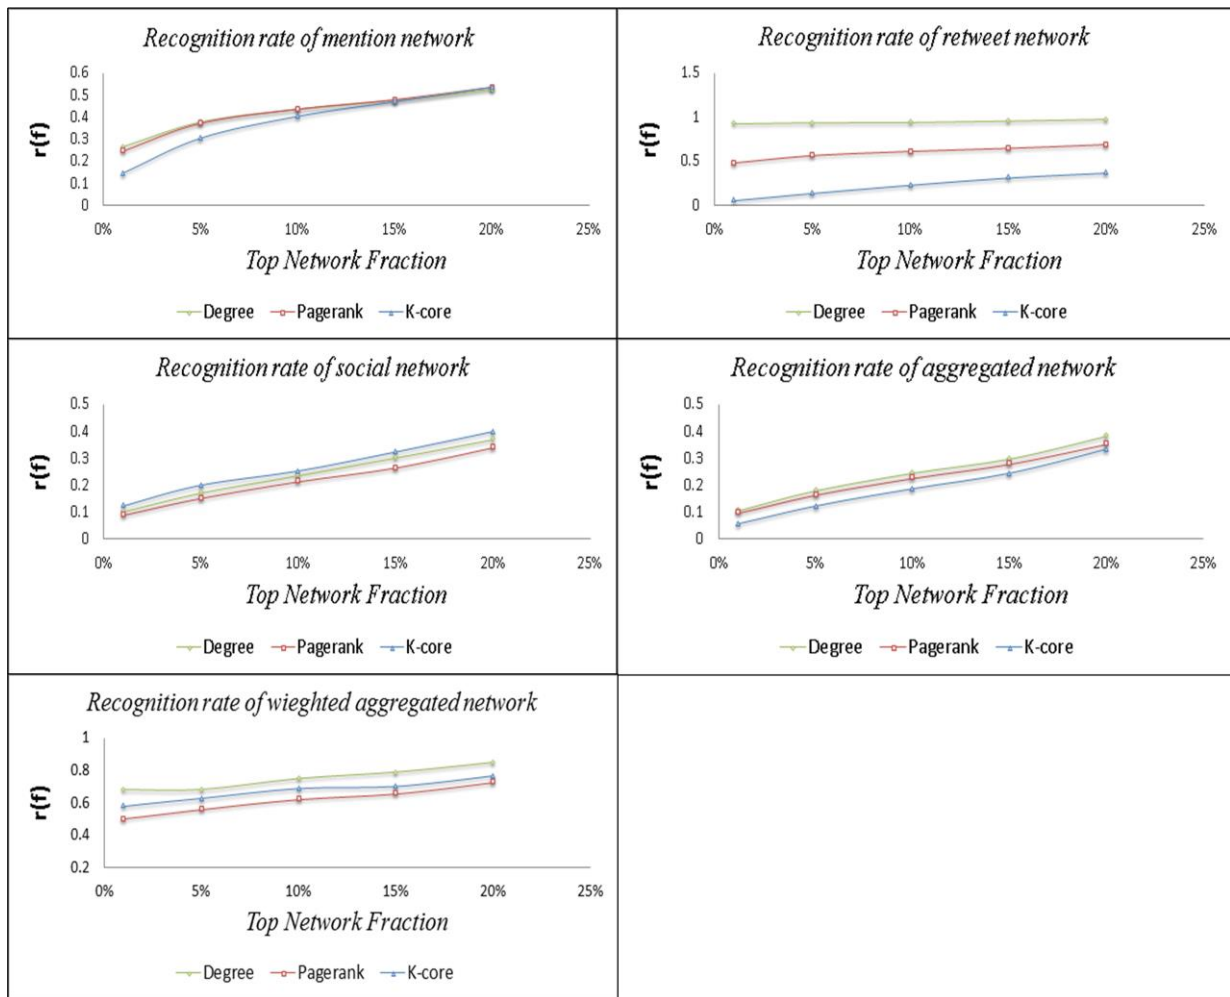 Recognition rate of mention network
0.6
0.5
0.4
0.3
0.2
0.1
0
r(f)
0% 5% 10% 15% 20% 25%
Top Network Fraction
Degree Pagerank K-core
Recognition rate of retweet network
1.5
1
0.5
0
r(f)
0% 5% 10% 15% 20% 25%
Top Network Fraction
Degree Pagerank K-core
Recognition rate of social network
0.5
0.4
0.3
0.2
0.1
0
r(f)
0% 5% 10% 15% 20% 25%
Top Network Fraction
Degree Pagerank K-core
Recognition rate of aggregated network
0.5
0.4
0.3
0.2
0.1
0
r(f)
0% 5% 10% 15% 20% 25%
Top Network Fraction
Degree Pagerank K-core
Recognition rate of wieghted aggregated network
1
0.8
0.6
0.4
0.2
r(f)
0% 5% 10% 15% 20% 25%
Top Network Fraction
Degree Pagerank K-core